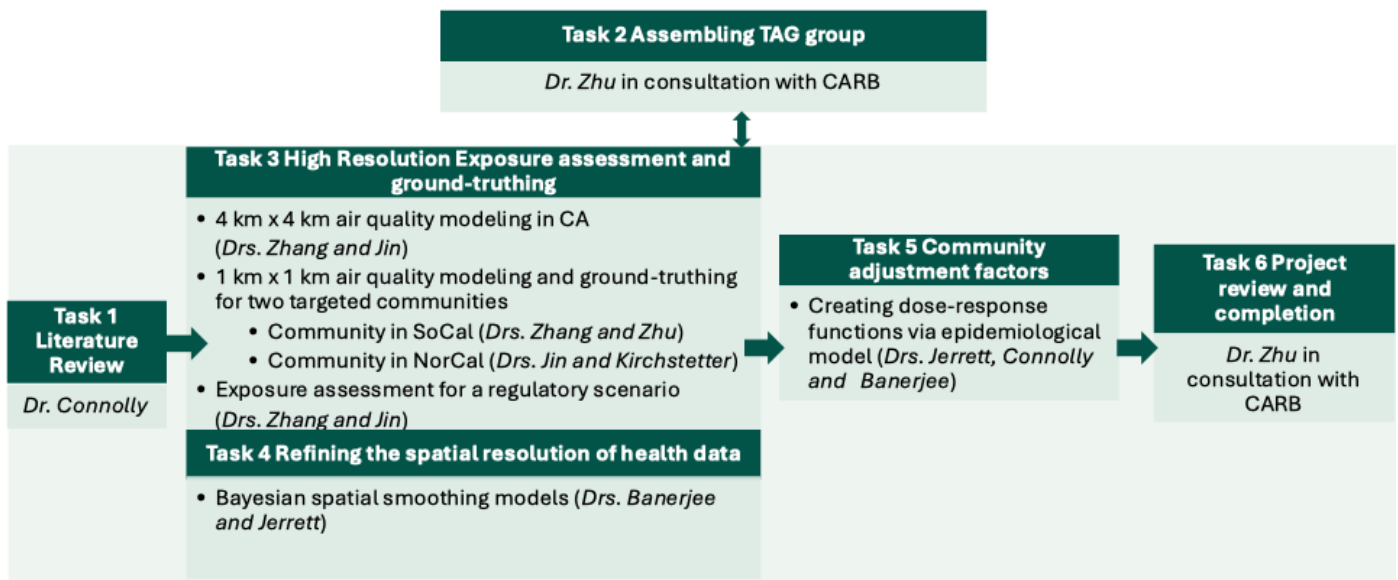 Task 2 Assembling TAG group
Dr. Zhu in consultation with CARB
Task 1
Literature
Review
Dr. Connolly
Task 3 High Resolution Exposure assessment and
ground-truthing
• 4 km x 4 km air quality modeling in CA
(Drs. Zhang and Jin)
• 1 km x 1 km air quality modeling and ground-truthing
for two targeted communities
• Community in SoCal (Drs. Zhang and Zhu)
• Community in NorCal (Drs. Jin and Kirchstetter)
• Exposure assessment for a regulatory scenario
(Drs. Zhang and Jin)
Task 4 Refining the spatial resolution of health data
• Bayesian spatial smoothing models (Drs. Banerjee
and Jerrett)
Task 5 Community
adjustment factors
• Creating dose-response
functions via epidemiological
model (Drs. Jerrett, Connolly
and Banerjee)
Task 6 Project
review and
completion
Dr. Zhu in
consultation with
CARB